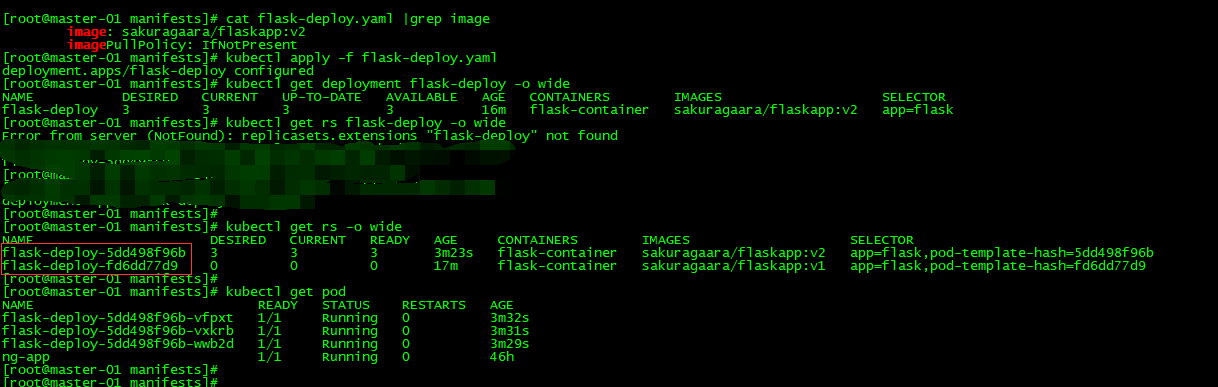 [root@master-01 manifests]# cat flask-deploy.yaml |grep image
image: sakuragaara/flaskapp:v2
imagePullPolicy: IfNotPresent
[root@master-01 manifests]# kubectl apply -f flask-deploy.yaml
deployment.apps/flask-deploy configured
[root@master-01 manifests]# kubectl get deployment flask-deploy -o wide
NAME DESIRED CURRENT UP-TO-DATE AVAILABLE AGE CONTAINERS IMAGES SELECTOR
flask-deploy 3 3 3 3 16m flask-container sakuragaara/flaskapp:v2 app=flask
[root@master-01 manifests]# kubectl get rs flask-deploy -o wide
Error from server (NotFound): replicasets.extensions "flask-deploy" not found
[root@master-01 manifests]#
[root@master-01 manifests]# kubectl get rs -o wide
NAME DESIRED CURRENT READY AGE CONTAINERS IMAGES SELECTOR
flask-deploy-5dd498f96b 3 3 3 3m23s flask-container sakuragaara/flaskapp:v2 app=flask,pod-template-hash=5dd498f96b
flask-deploy-fd6dd77d9 0 0 0 17m flask-container sakuragaara/flaskapp:v1 app=flask,pod-template-hash=fd6dd77d9
[root@master-01 manifests]#
[root@master-01 manifests]# kubectl get pod
NAME READY STATUS RESTARTS AGE
flask-deploy-5dd498f96b-vfpxt 1/1 Running 0 3m32s
flask-deploy-5dd498f96b-vxkrb 1/1 Running 0 3m31s
flask-deploy-5dd498f96b-wwb2d 1/1 Running 0 3m29s
ng-app 1/1 Running 0 46h
[root@master-01 manifests]#
[root@master-01 manifests]#